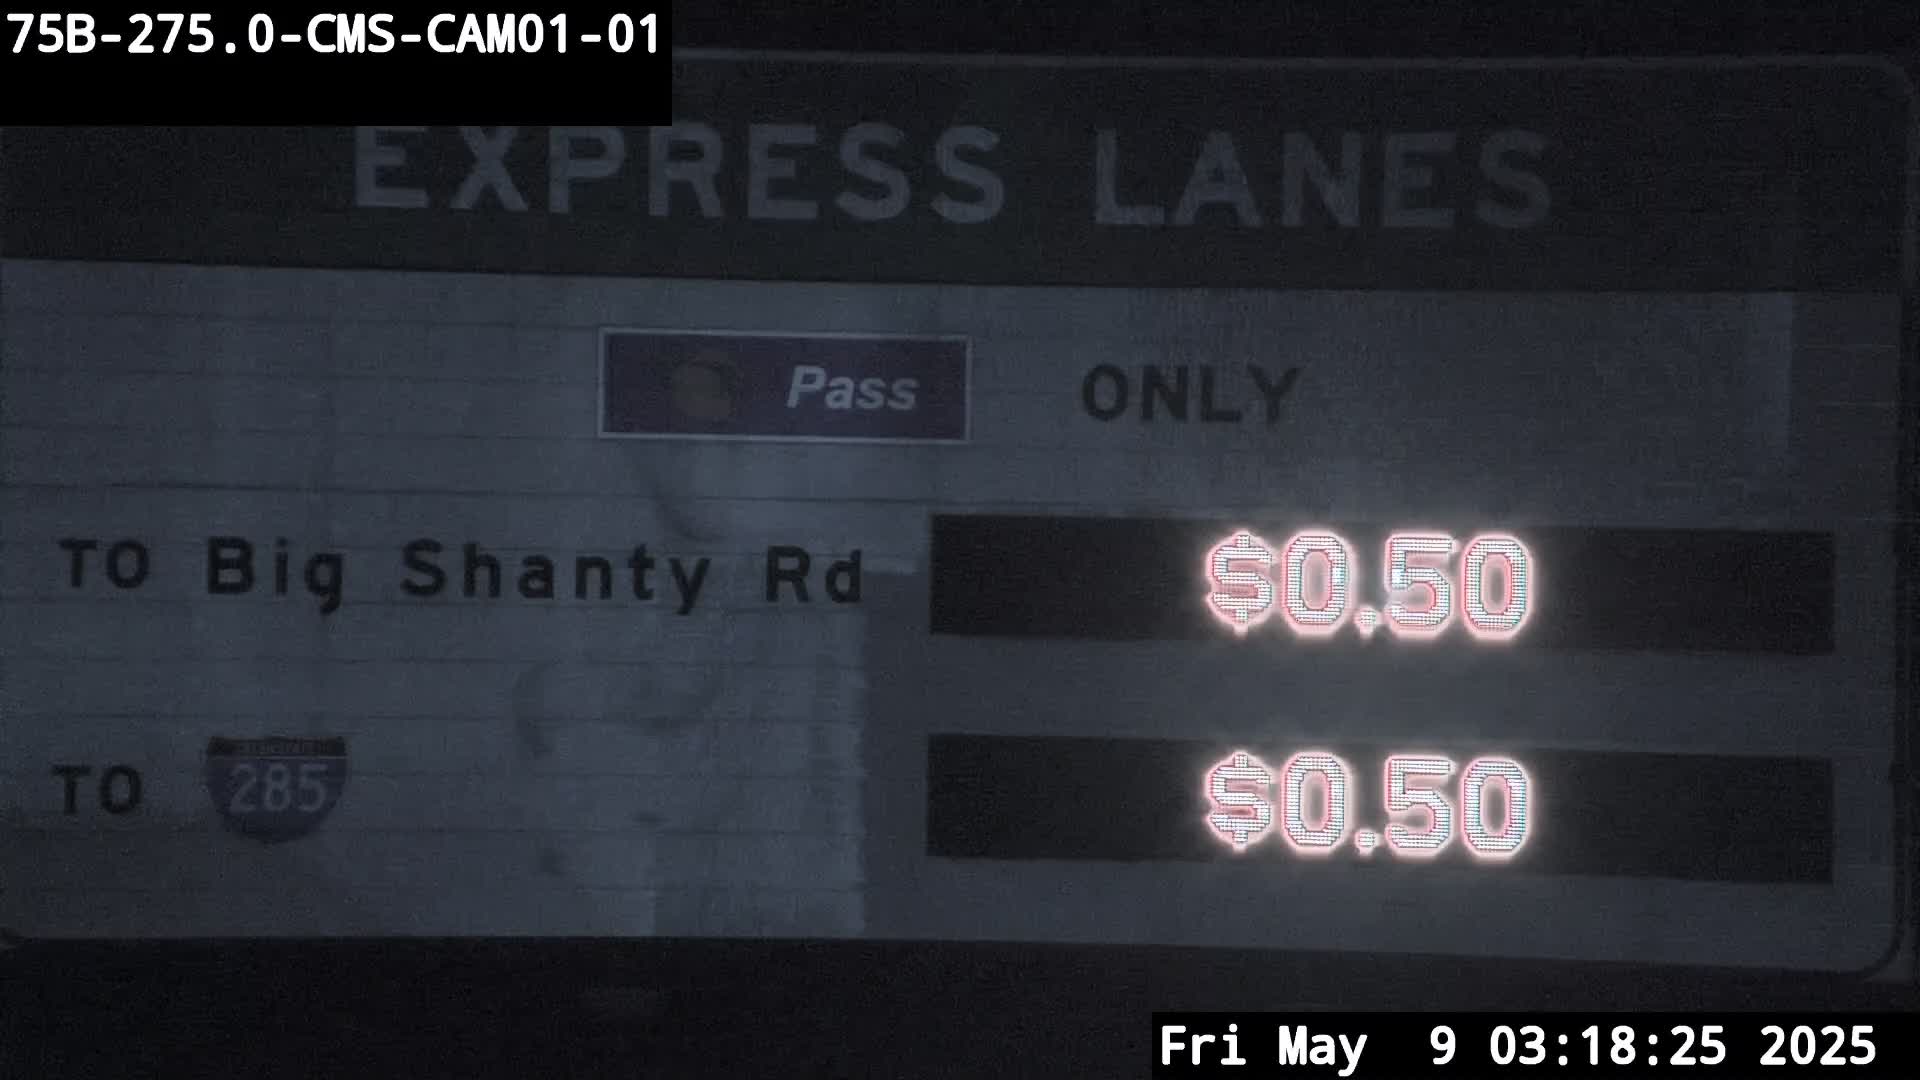 75B-275.0-CMS-CAM01-01
EXPRESS LANES
Pass ONLY
TO Big Shanty Rd $0.50
TO 285 $0.50
Fri May 9 03:18:25 2025